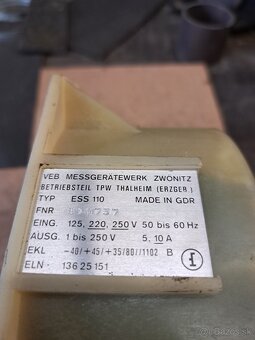 VEB MESSGERÄTEWERK ZWÖNITZ
BETRIEBSTEIL TPW THALHEIM (ERZGEB.)
TYP ESS 110 MADE IN GDR
FNR
EING. 125, 220, 250 V 50 bis 60 Hz
AUSG. 1 bis 250 V 5, 10 A
EKL -40/+45/+35/80//1102 B
ELN: 136 25 151